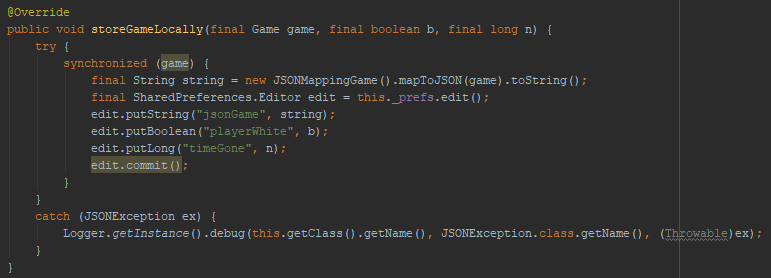 @Override
public void storeGameLocally(final Game game, final boolean b, final long n) {
    try {
        synchronized (game) {
            final String string = new JSONMappingGame().mapToJSON(game).toString();
            final SharedPreferences.Editor edit = this._prefs.edit();
            edit.putString("jsonGame", string);
            edit.putBoolean("playerWhite", b);
            edit.putLong("timeGone", n);
            edit.commit();
        }
    }
    catch (JSONException ex) {
        Logger.getInstance().debug(this.getClass().getName(), JSONException.class.getName(), (Throwable)ex);
    }
}